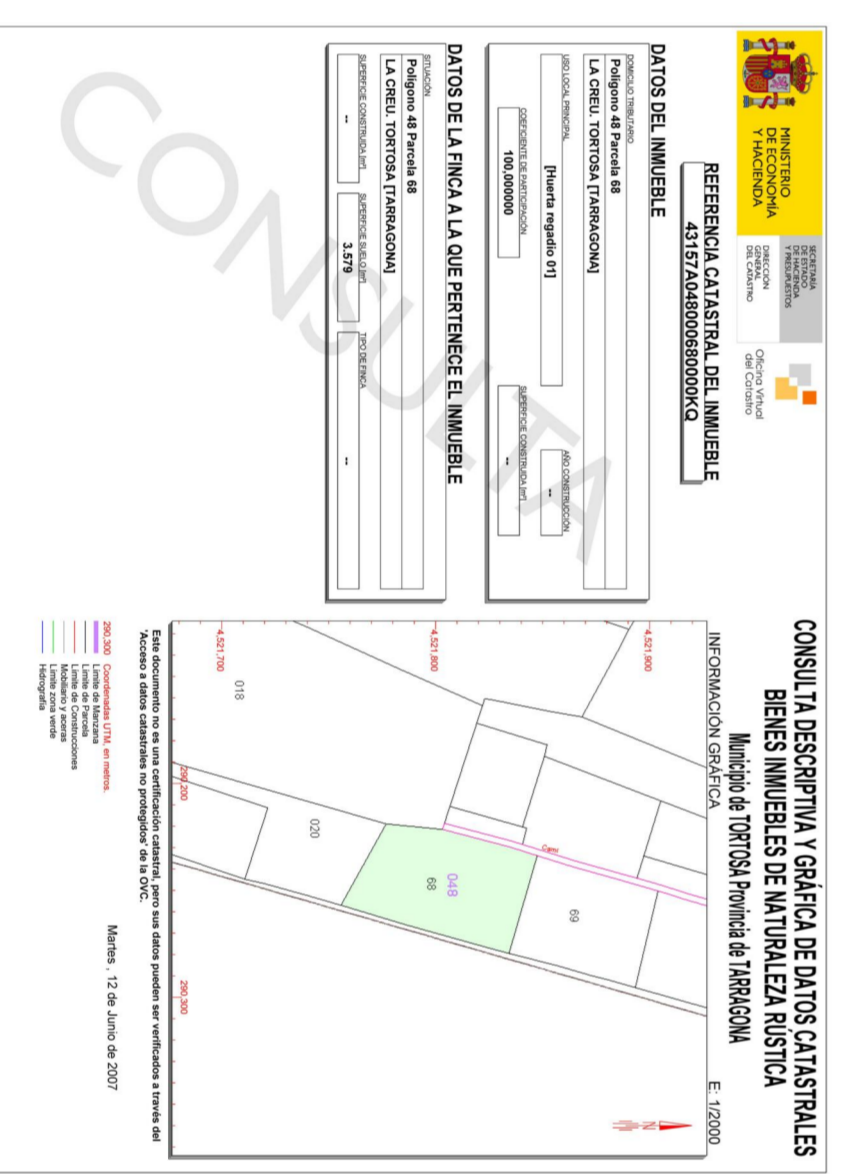 MINISTERIO
DE ECONOMÍA
Y HACIENDA
SECRETARÍA
DE ESTADO
DE HACIENDA
Y PRESUPUESTOS
DIRECCIÓN
GENERAL
DEL CATASTRO
Oficina Virtual
del Catastro
REFERENCIA CATASTRAL DEL INMUEBLE
43157A048000680000KQ
DATOS DEL INMUEBLE
DOMICILIO TRIBUTARIO
Polígono 48 Parcela 68
LA CREU. TORTOSA [TARRAGONA]
USO LOCAL PRINCIPAL
[Huerta regadio 01]
AÑO CONSTRUCCIÓN
--
COEFICIENTE DE PARTICIPACIÓN
100,000000
SUPERFICIE CONSTRUIDA [m²]
--
DATOS DE LA FINCA A LA QUE PERTENECE EL INMUEBLE
SITUACIÓN
Polígono 48 Parcela 68
LA CREU. TORTOSA [TARRAGONA]
SUPERFICIE CONSTRUIDA [m²]
--
SUPERFICIE SUELO [m²]
3.579
TIPO DE FINCA
--
CONSULTA
CONSULTA DESCRIPTIVA Y GRÁFICA DE DATOS CATASTRALES
BIENES INMUEBLES DE NATURALEZA RÚSTICA
Municipio de TORTOSA Provincia de TARRAGONA
INFORMACIÓN GRÁFICA
E: 1/2000
N
4,521,900
4,521,800
4,521,700
69
048
68
020
018
290,200
290,300
Este documento no es una certificación catastral, pero sus datos pueden ser verificados a través del
'Acceso a datos catastrales no protegidos' de la OVC.
290,300 Coordenadas UTM, en metros.
Límite de Manzana
Límite de Parcela
Límite de Construcciones
Mobiliario y aceras
Límite zona verde
Hidrografía
Martes , 12 de Junio de 2007